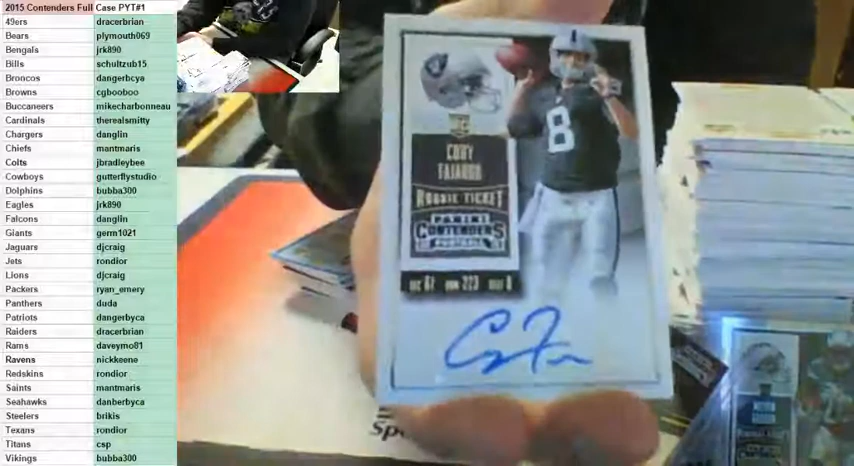 2015 Contenders Full Case PYT#1
49ers dracerbrian
Bears plymouth069
Bengals jrk890
Bills schultzub15
Broncos dangerbcya
Browns cgbooboo
Buccaneers mikecharbonneau
Cardinals therealsmitty
Chargers danglin
Chiefs mantmaris
Colts jbradleybee
Cowboys gutterflystudio
Dolphins bubba300
Eagles jrk890
Falcons danglin
Giants germ1021
Jaguars djcraig
Jets rondior
Lions djcraig
Packers ryan_emery
Panthers duda
Patriots dangerbyca
Raiders dracerbrian
Rams daveymo81
Ravens nickkeene
Redskins rondior
Saints mantmaris
Seahawks danberbyca
Steelers brikis
Texans rondior
Titans csp
Vikings bubba300
CODY
FAJARDO
ROOKIE TICKET
PANINI
CONTENDERS
FOOTBALL
8